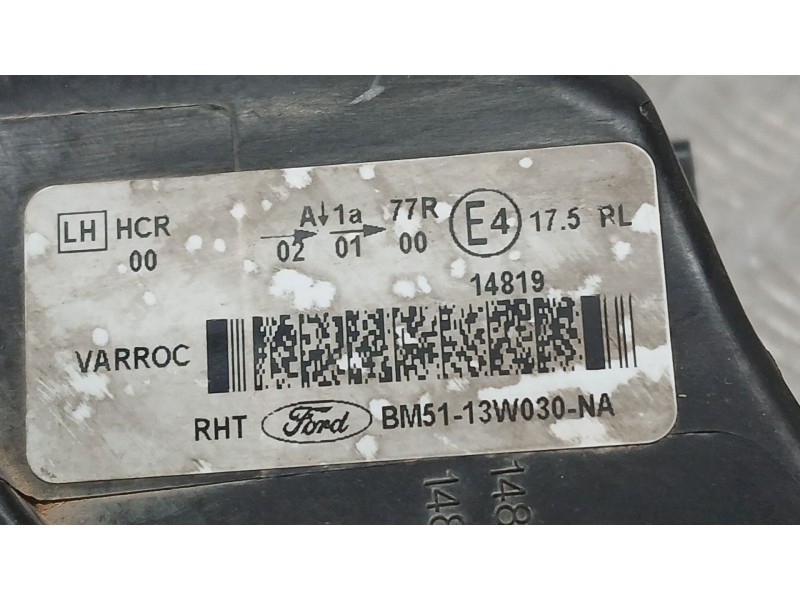 LH HCR A↓ 1a 77R E4 17.5 RL
00 02 01 00
14819
VARROC
RHT Ford BM51-13W030-NA
148
148